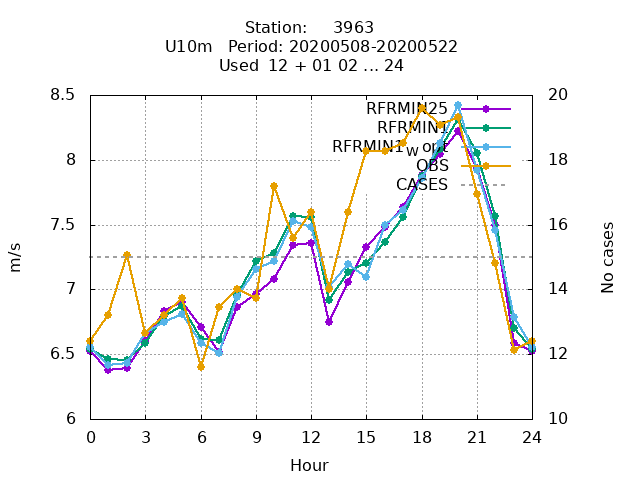 Station:     3963
U10m   Period: 20200508-20200522
Used  12 + 01 02 ... 24
8.5
8
7.5
7
6.5
6
m/s
20
18
16
14
12
10
No cases
RFRMIN25
RFRMIN1
RFRMIN1W opt
OBS
CASES
0
3
6
9
12
15
18
21
24
Hour